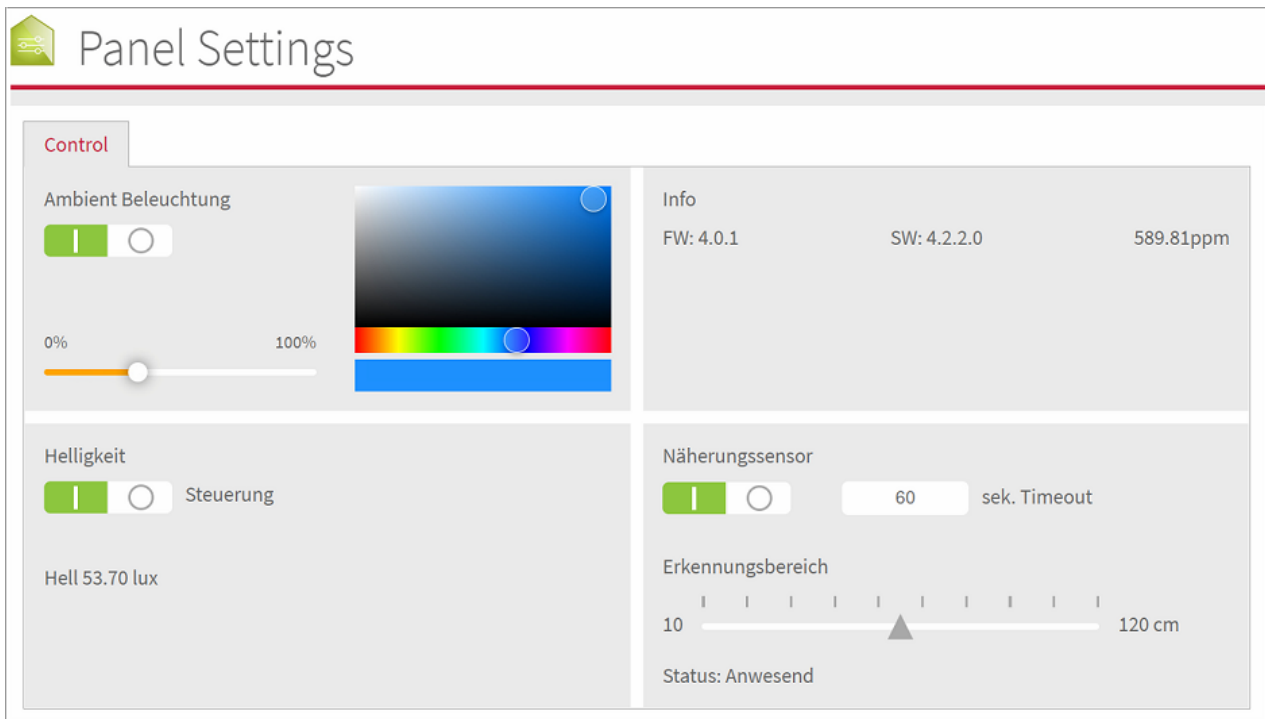 Panel Settings
Control
Ambient Beleuchtung
0% 100%
Info
FW: 4.0.1 SW: 4.2.2.0 589.81ppm
Helligkeit
Steuerung
Hell 53.70 lux
Näherungssensor
60 sek. Timeout
Erkennungsbereich
10 120 cm
Status: Anwesend